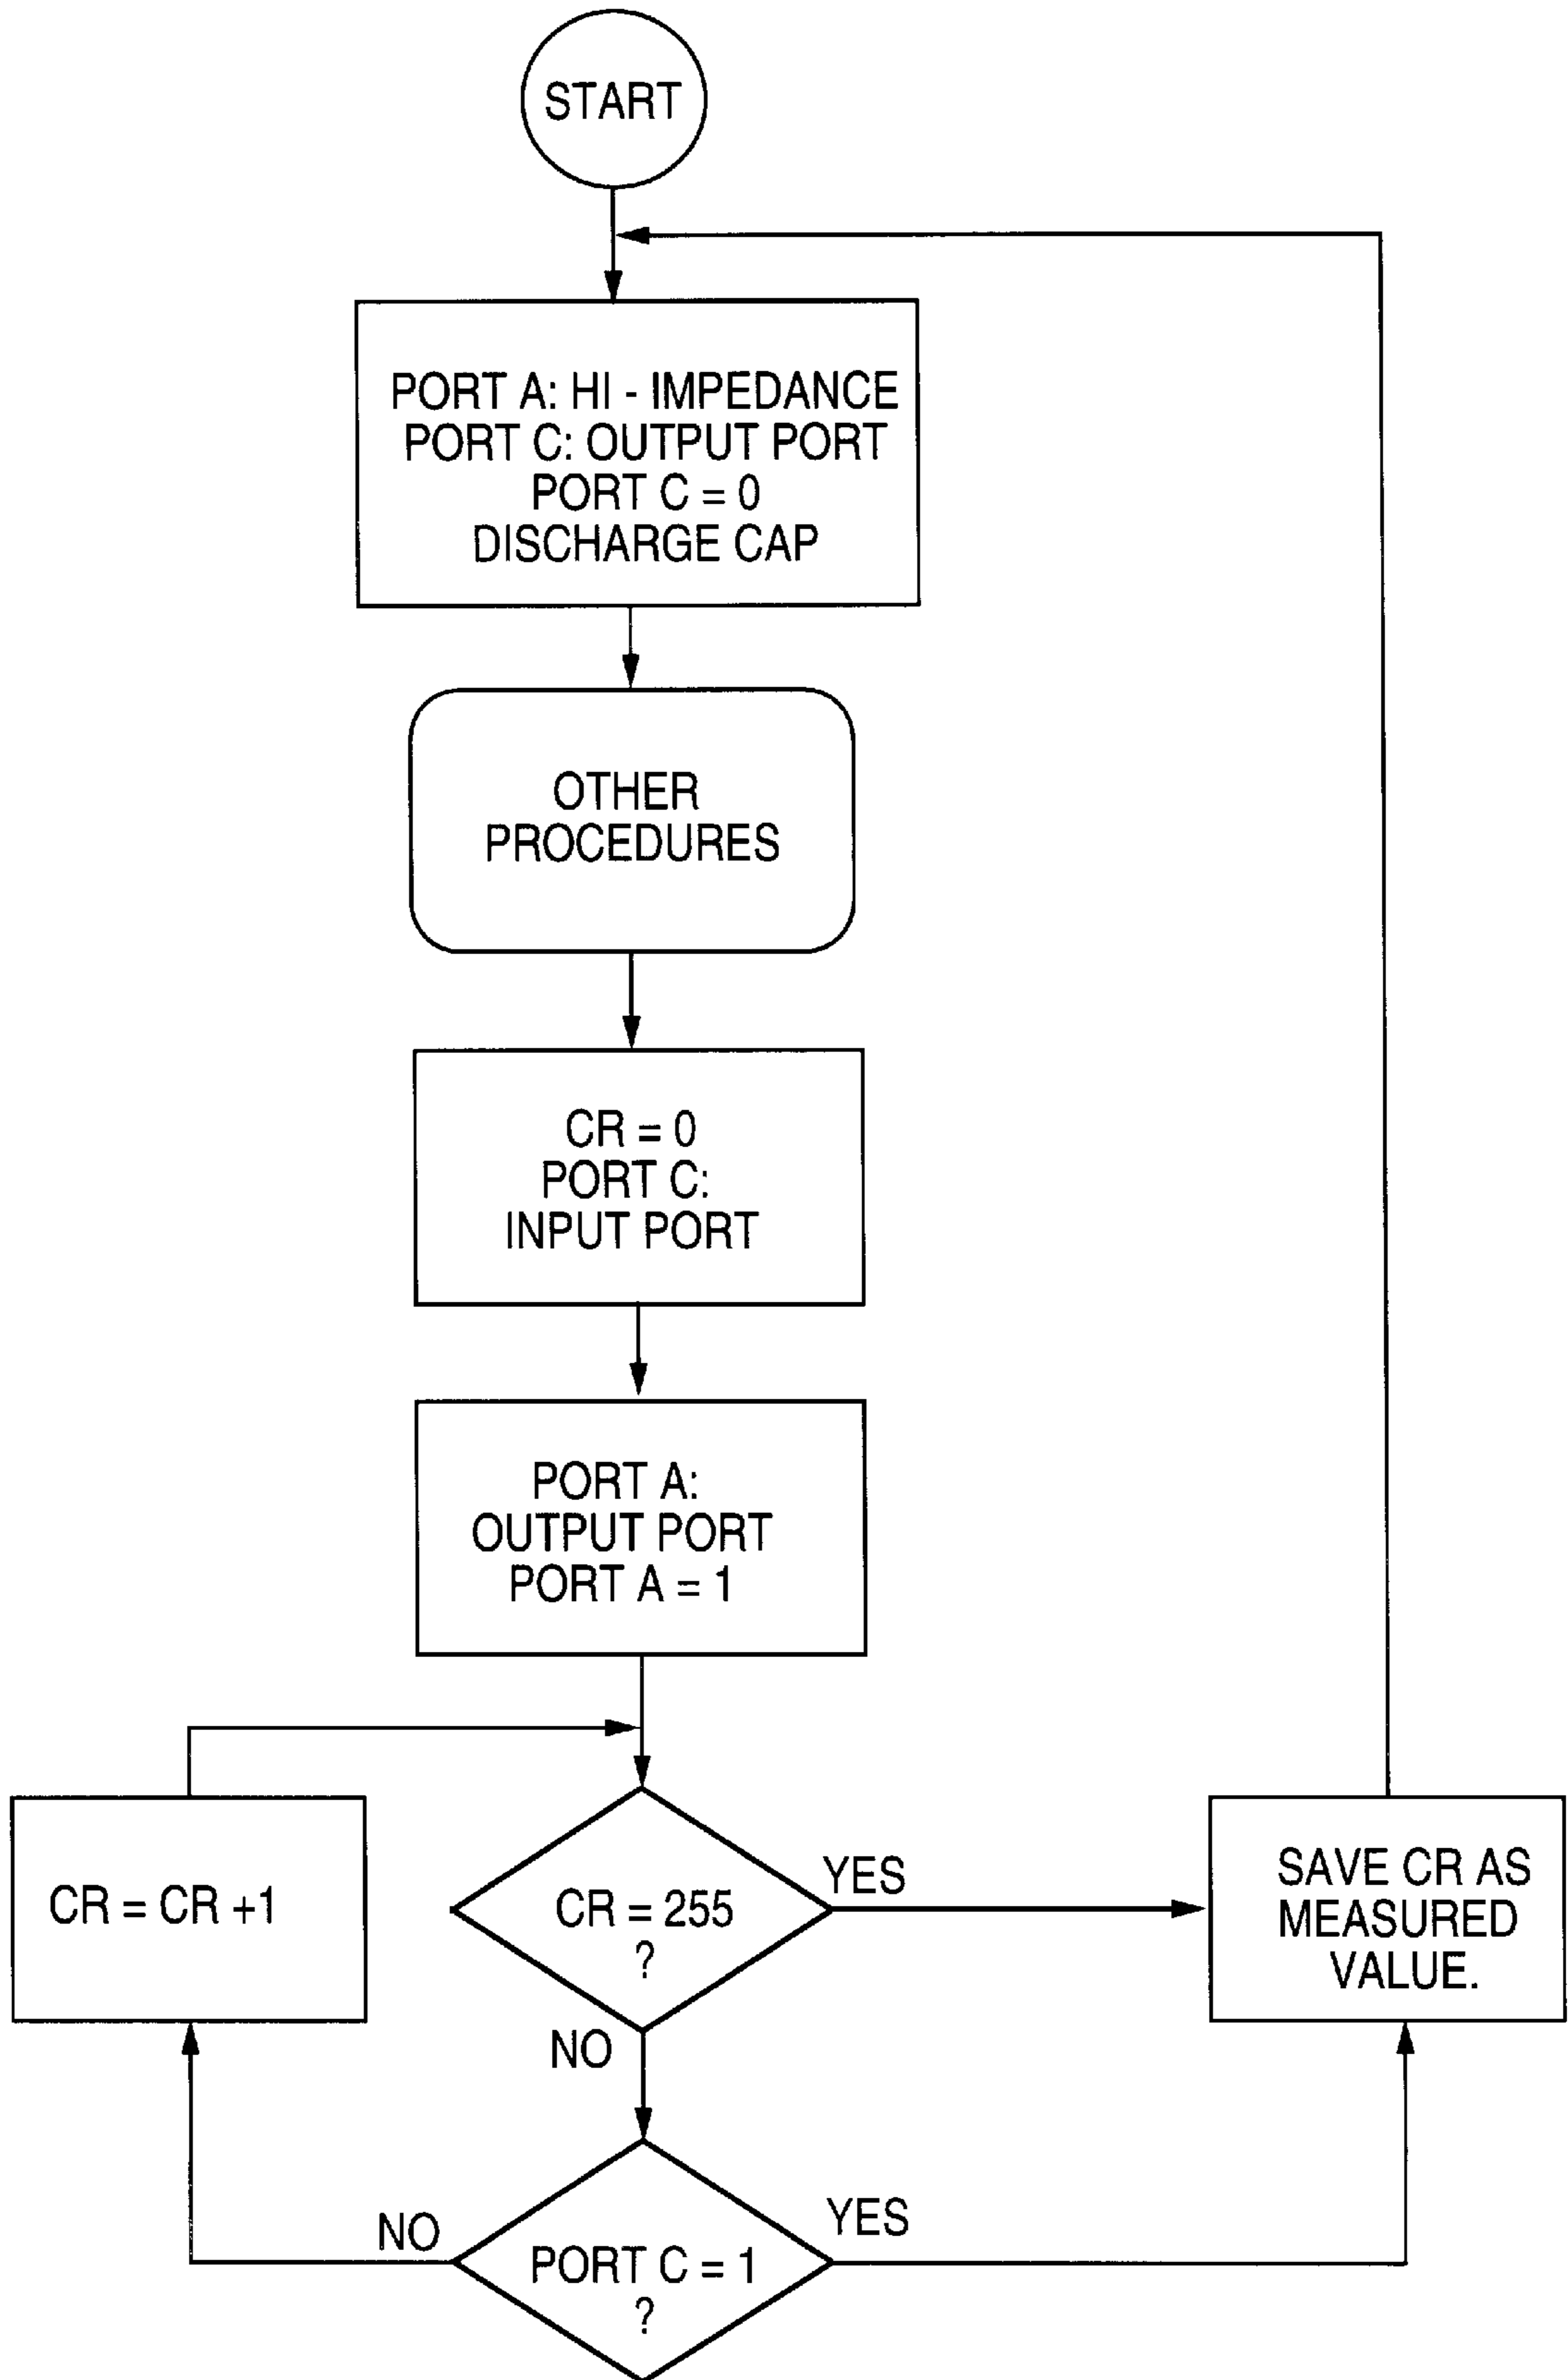 START
PORT A: HI - IMPEDANCE
PORT C: OUTPUT PORT
PORT C = 0
DISCHARGE CAP
OTHER
PROCEDURES
CR = 0
PORT C:
INPUT PORT
PORT A:
OUTPUT PORT
PORT A = 1
CR = CR +1
CR = 255
?
YES
NO
SAVE CR AS
MEASURED
VALUE.
PORT C = 1
?
NO
YES